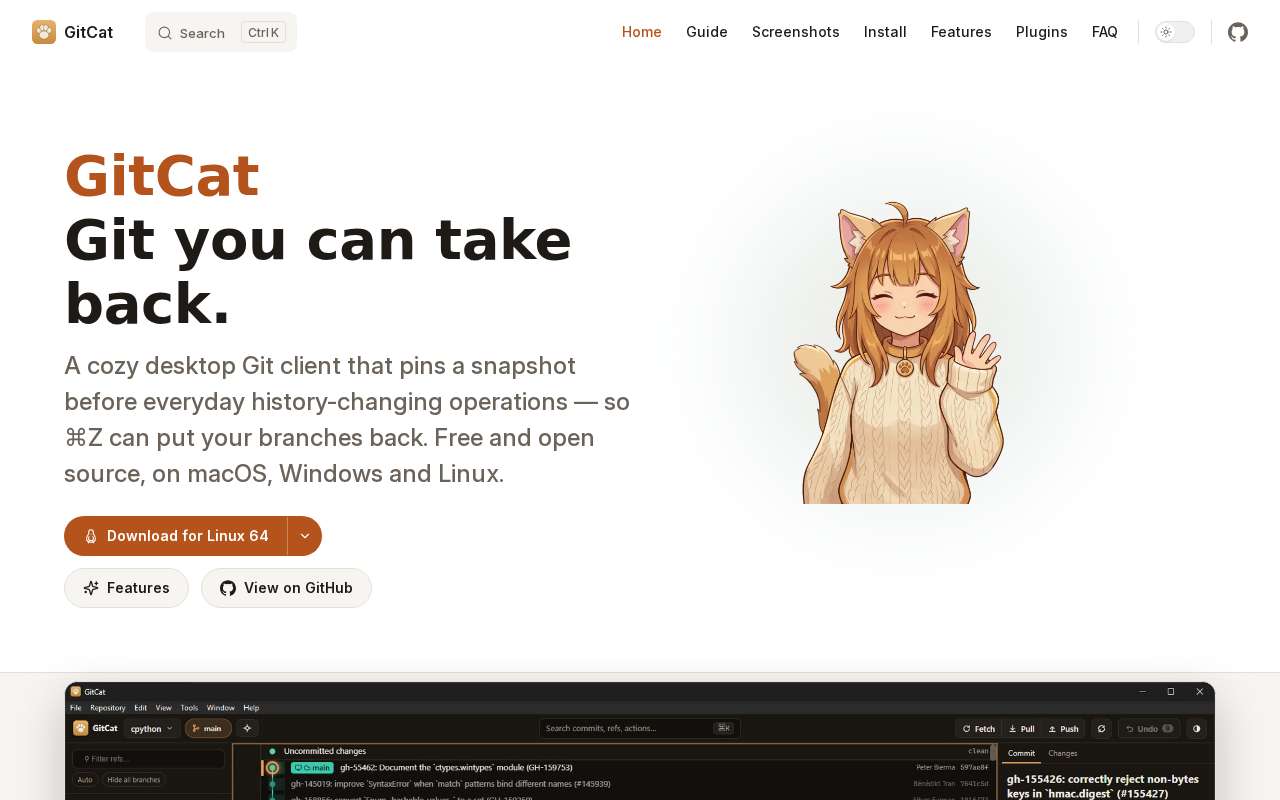 GitCat
Search
Ctrl K
Home
Guide
Screenshots
Install
Features
Plugins
FAQ
GitCat
Git you can take
back.
A cozy desktop Git client that pins a snapshot
before everyday history-changing operations — so
⌘Z can put your branches back. Free and open
source, on macOS, Windows and Linux.
Download for Linux 64
Features
View on GitHub
GitCat
File Repository Edit View Tools Window Help
GitCat
cpython
main
Search commits, refs, actions...
⌘K
Fetch
Pull
Push
Undo 0
Filter refs...
Auto
Hide all branches
Uncommitted changes
clean
main
gh-55462: Document the `ctypes.wintypes` module (GH-159753)
Peter Bierma
597ae8f
gh-145019: improve `SyntaxError` when `match` patterns bind different names (#145939)
Commit
Changes
gh-155426: correctly reject non-bytes
keys in `hmac.digest` (#155427)